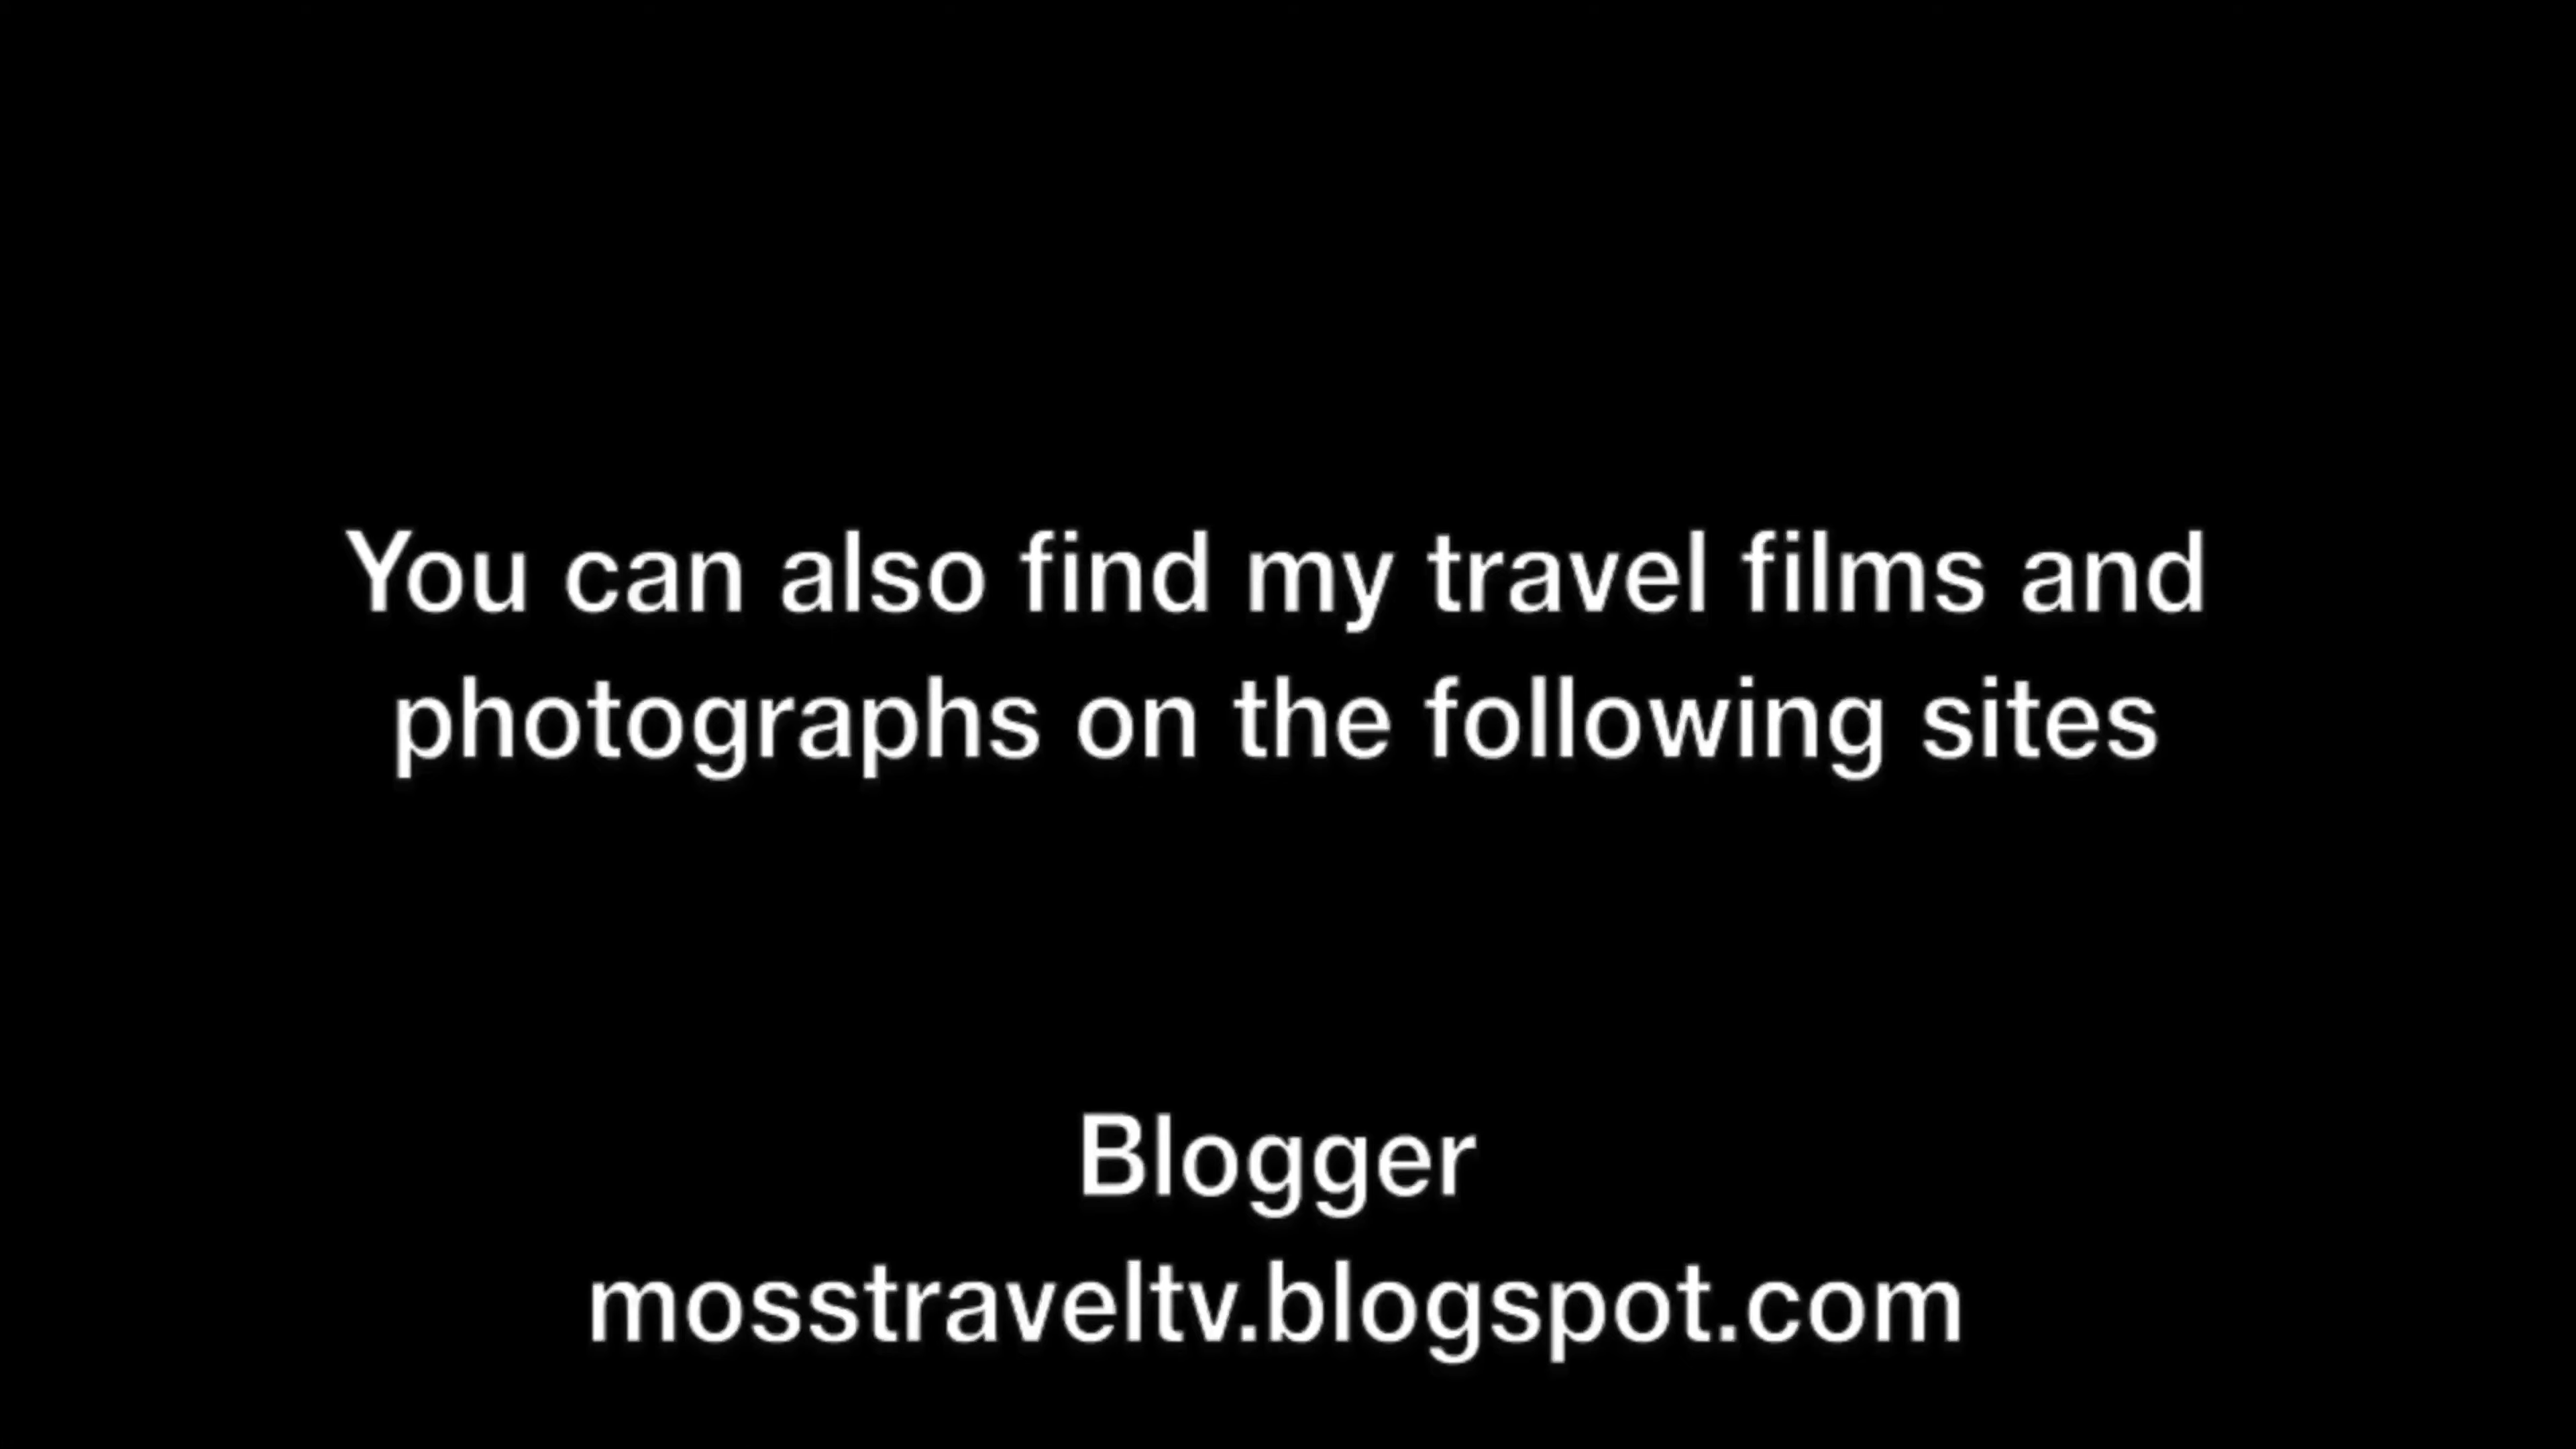 You can also find my travel films and
photographs on the following sites
Blogger
mosstraveltv.blogspot.com